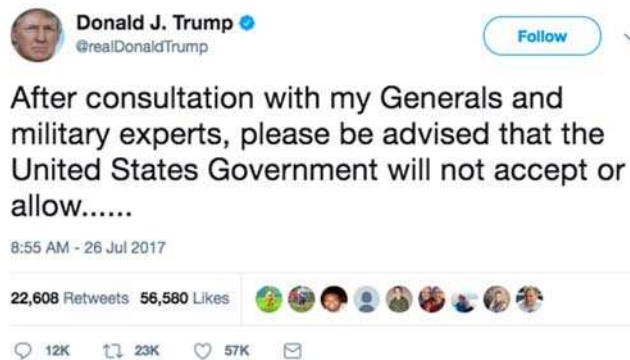 Donald J. Trump
@realDonaldTrump
Follow
After consultation with my Generals and
military experts, please be advised that the
United States Government will not accept or
allow......
8:55 AM - 26 Jul 2017
22,608 Retweets 56,580 Likes
12K 23K 57K